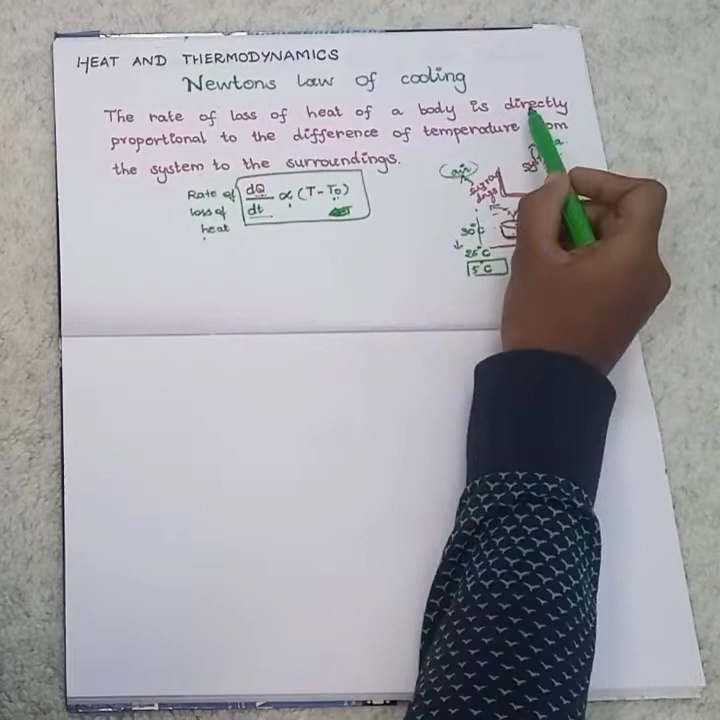 HEAT AND THERMODYNAMICS
Newtons law of cooling
The rate of loss of heat of a body is directly
proportional to the difference of temperature
the system to the surroundings.
Rate of loss of heat
dQ/dt ∝ (T-T₀)
(air)
30°C
25°C
5°C